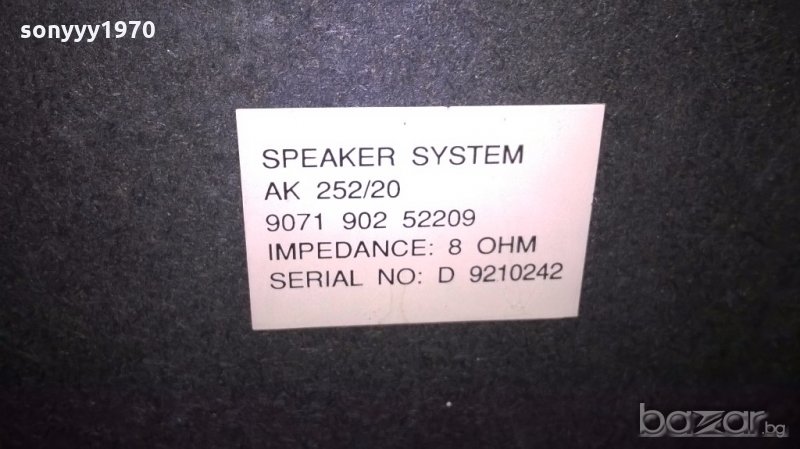 sonyyy1970
SPEAKER SYSTEM
AK 252/20
9071 902 52209
IMPEDANCE: 8 OHM
SERIAL NO: D 9210242
bazar.bg